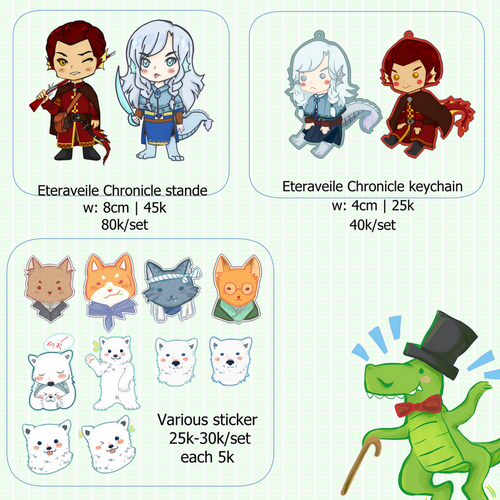 Eteraveile Chronicle stande
w: 8cm | 45k
80k/set
Eteraveile Chronicle keychain
w: 4cm | 25k
40k/set
Various sticker
25k-30k/set
each 5k